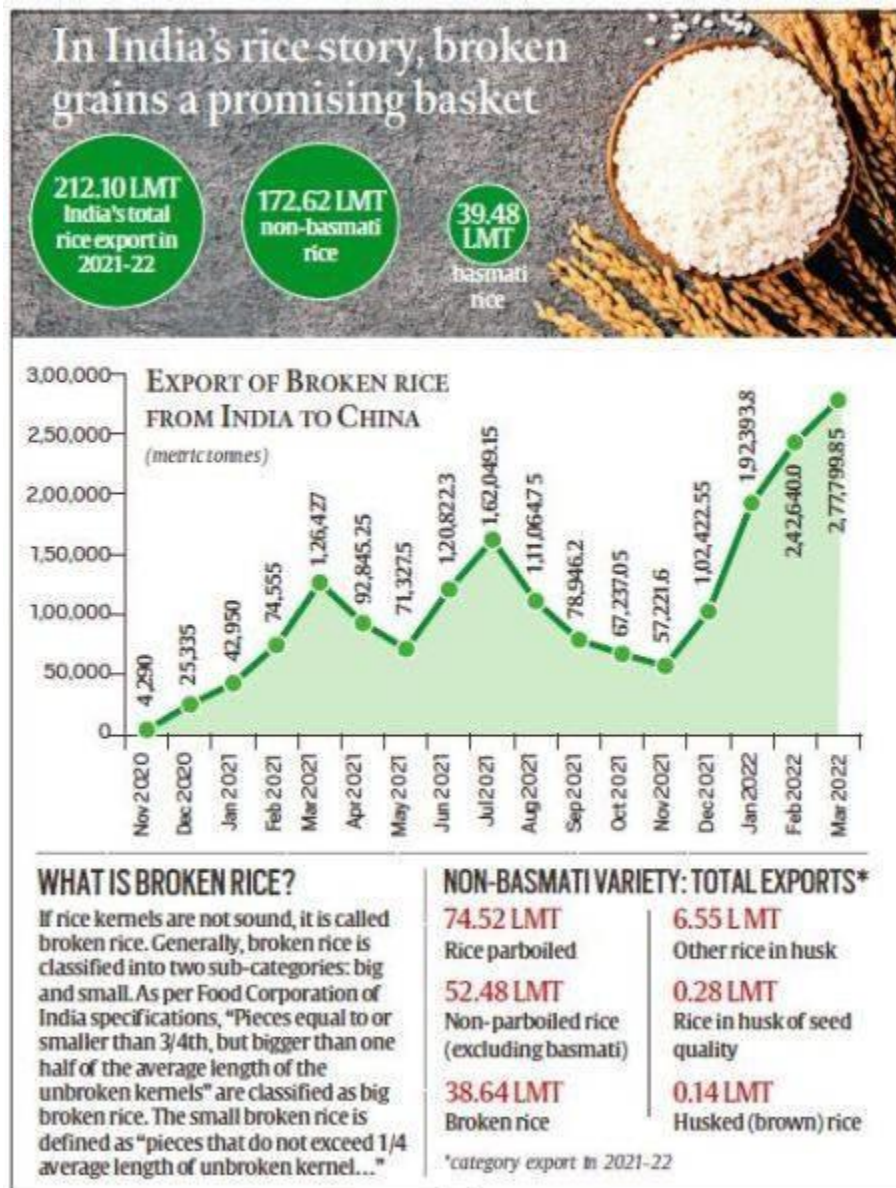 In India's rice story, broken
grains a promising basket
212.10 LMT
India's total
rice export in
2021-22
172.62 LMT
non-basmati
rice
39.48
LMT
basmati
rice
EXPORT OF BROKEN RICE
FROM INDIA TO CHINA
(metric tonnes)
3,00,000
2,50,000
2,00,000
1,50,000
1,00,000
50,000
0
4,290
25,335
42,950
74,555
1,26,427
92,845.25
71,327.5
1,20,822.3
1,62,049.15
1,11,064.75
78,946.2
67,237.05
57,221.6
1,02,422.55
1,92,393.8
2,42,640.0
2,77,799.85
Nov 2020
Dec 2020
Jan 2021
Feb 2021
Mar 2021
Apr 2021
May 2021
Jun 2021
Jul 2021
Aug 2021
Sep 2021
Oct 2021
Nov 2021
Dec 2021
Jan 2022
Feb 2022
Mar 2022
WHAT IS BROKEN RICE?
If rice kernels are not sound, it is called
broken rice. Generally, broken rice is
classified into two sub-categories: big
and small. As per Food Corporation of
India specifications, "Pieces equal to or
smaller than 3/4th, but bigger than one
half of the average length of the
unbroken kernels" are classified as big
broken rice. The small broken rice is
defined as "pieces that do not exceed 1/4
average length of unbroken kernel..."
NON-BASMATI VARIETY: TOTAL EXPORTS*
74.52 LMT
Rice parboiled
52.48 LMT
Non-parboiled rice
(excluding basmati)
38.64 LMT
Broken rice
6.55 LMT
Other rice in husk
0.28 LMT
Rice in husk of seed
quality
0.14 LMT
Husked (brown) rice
*category export in 2021-22